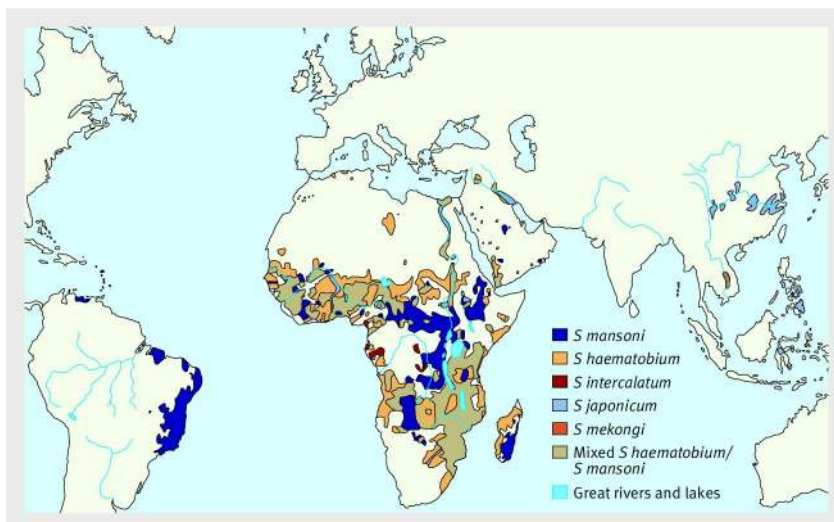 S mansoni
S haematobium
S intercalatum
S japonicum
S mekongi
Mixed S haematobium/
S mansoni
Great rivers and lakes